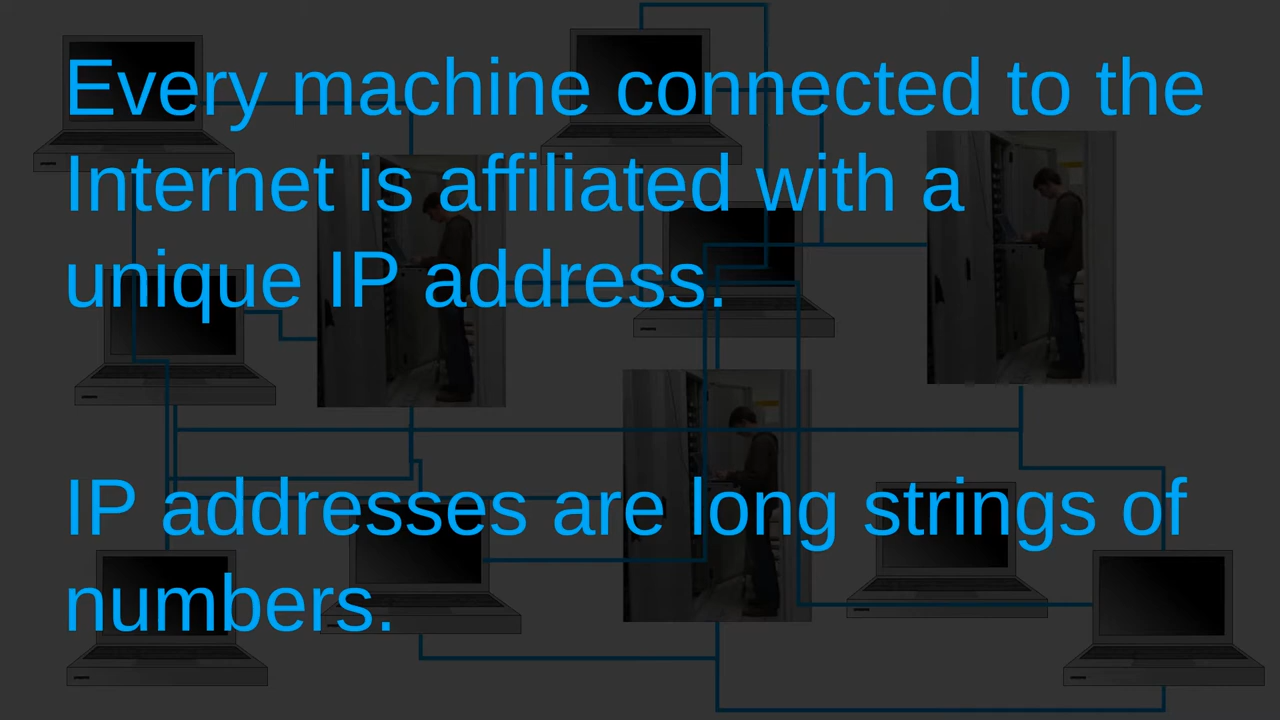 Every machine connected to the
Internet is affiliated with a
unique IP address.
IP addresses are long strings of
numbers.